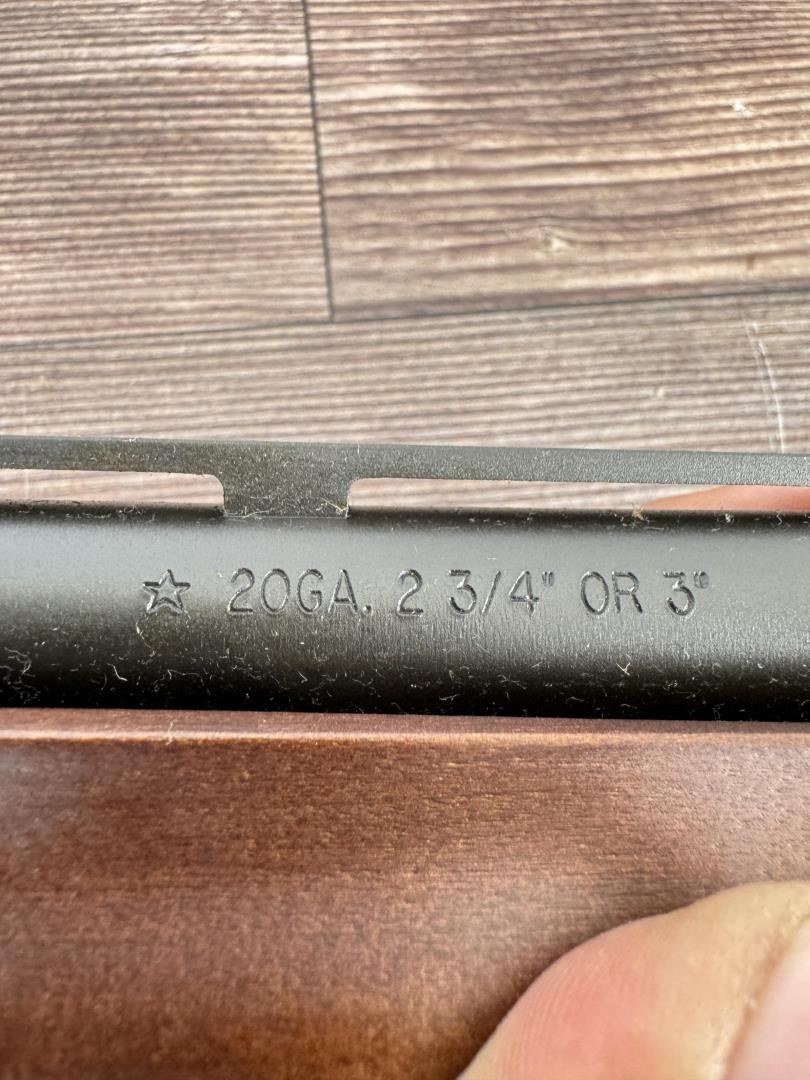 ☆ 20GA. 2 3/4" OR 3"